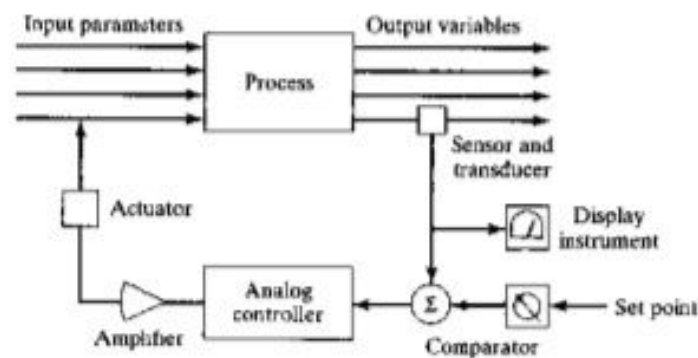 Input parameters
Output variables
Process
Sensor and
transducer
Actuator
Display
instrument
Analog
controller
Σ
Set point
Amplifier
Comparator